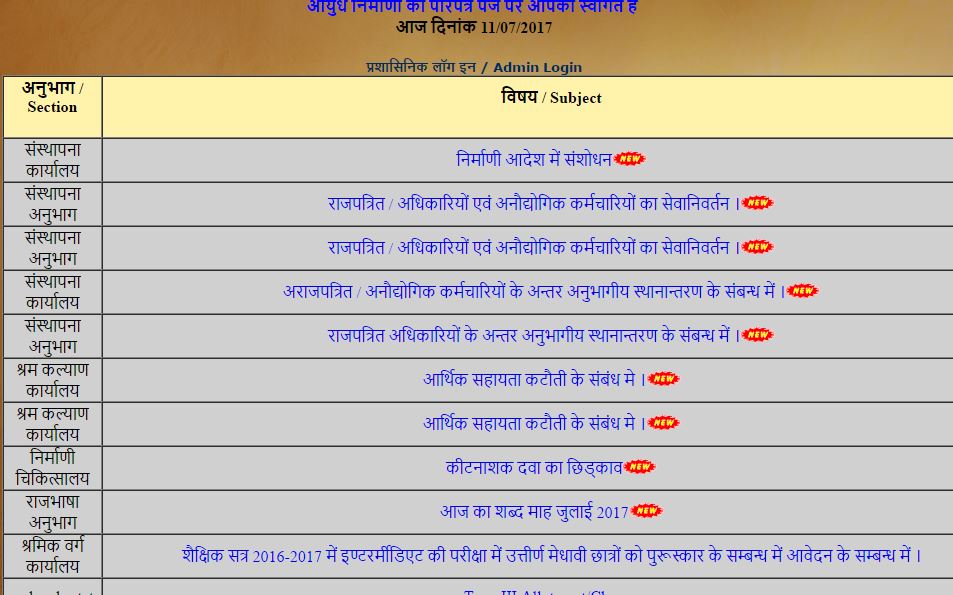 आयुध निर्माणी की परिपत्र पेज पर आपका स्वागत है
आज दिनांक 11/07/2017
प्रशासिनिक लॉग इन / Admin Login
अनुभाग /
Section
विषय / Subject
संस्थापना
कार्यालय
निर्माणी आदेश में संशोधन NEW
संस्थापना
अनुभाग
राजपत्रित / अधिकारियों एवं अनौद्योगिक कर्मचारियों का सेवानिवर्तन । NEW
संस्थापना
अनुभाग
राजपत्रित / अधिकारियों एवं अनौद्योगिक कर्मचारियों का सेवानिवर्तन । NEW
संस्थापना
कार्यालय
अराजपत्रित / अनौद्योगिक कर्मचारियों के अन्तर अनुभागीय स्थानान्तरण के संबन्ध में । NEW
संस्थापना
अनुभाग
राजपत्रित अधिकारियों के अन्तर अनुभागीय स्थानान्तरण के संबन्ध में । NEW
श्रम कल्याण
कार्यालय
आर्थिक सहायता कटौती के संबंध मे । NEW
श्रम कल्याण
कार्यालय
आर्थिक सहायता कटौती के संबंध मे । NEW
निर्माणी
चिकित्सालय
कीटनाशक दवा का छिड्काव NEW
राजभाषा
अनुभाग
आज का शब्द माह जुलाई 2017 NEW
श्रमिक वर्ग
कार्यालय
शैक्षिक सत्र 2016-2017 में इण्टरमीडिएट की परीक्षा में उत्तीर्ण मेधावी छात्रों को पुरूस्कार के सम्बन्ध में आवेदन के सम्बन्ध में ।